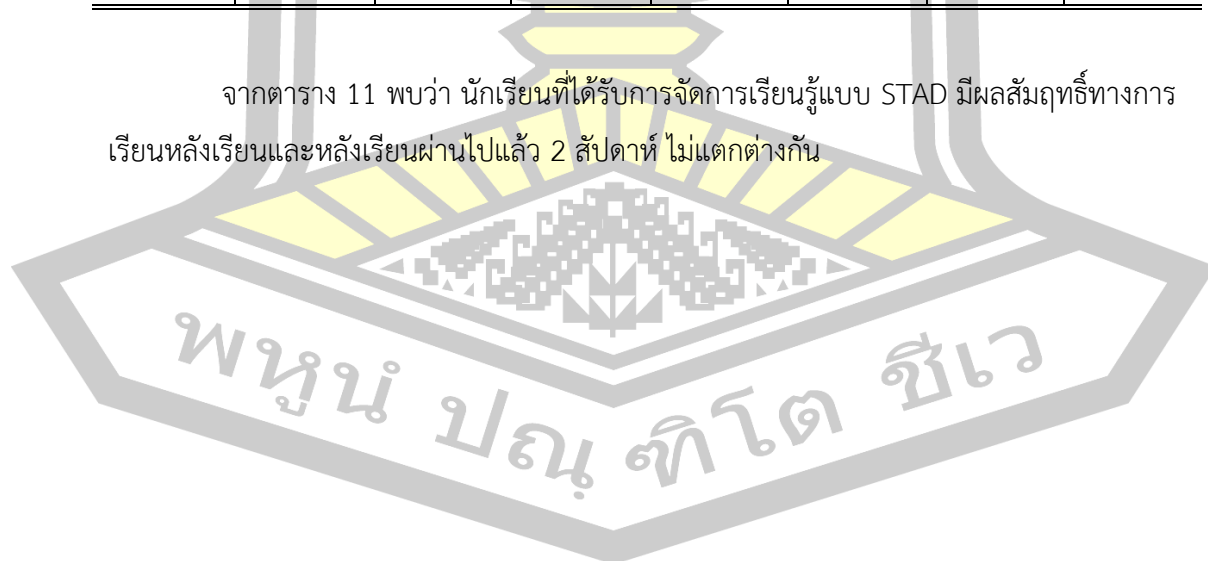 จากตาราง 11 พบว่า นักเรียนที่ได้รับการจัดการเรียนรู้แบบ STAD มีผลสัมฤทธิ์ทางการ
เรียนหลังเรียนและหลังเรียนผ่านไปแล้ว 2 สัปดาห์ ไม่แตกต่างกัน
พหูนํ ปณฺฑิโต ชีเว